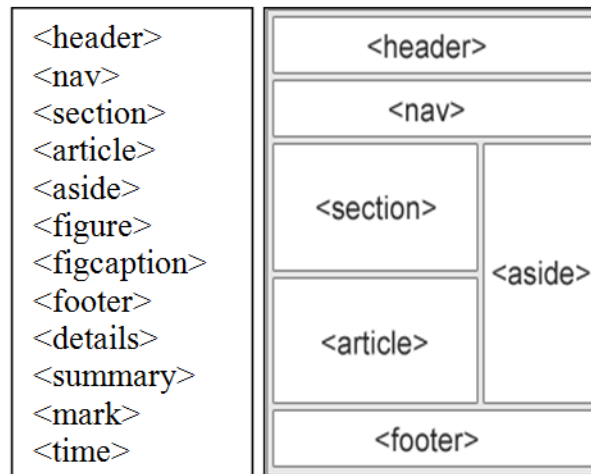 <header>
<nav>
<section>
<article>
<aside>
<figure>
<figcaption>
<footer>
<details>
<summary>
<mark>
<time>
<header>
<nav>
<section>
<aside>
<article>
<footer>